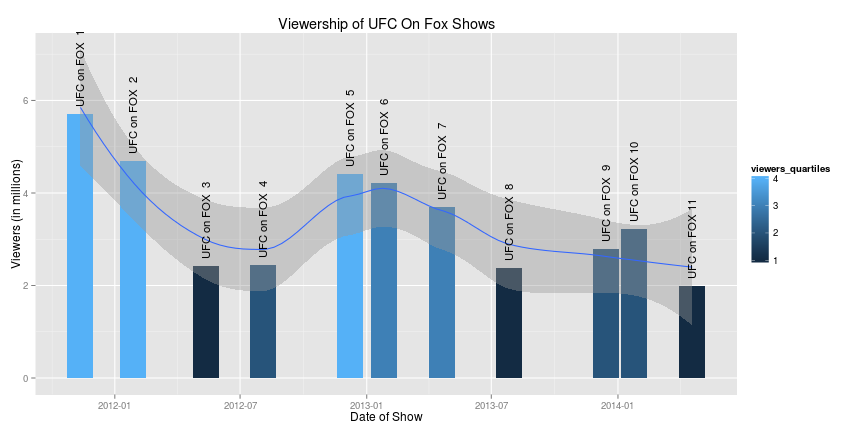 Viewership of UFC On Fox Shows
Viewers (in millions)
6
4
2
0
UFC on FOX 1
UFC on FOX 2
UFC on FOX 3
UFC on FOX 4
UFC on FOX 5
UFC on FOX 6
UFC on FOX 7
UFC on FOX 8
UFC on FOX 9
UFC on FOX 10
UFC on FOX 11
2012-01
2012-07
2013-01
2013-07
2014-01
Date of Show
viewers_quartiles
4
3
2
1